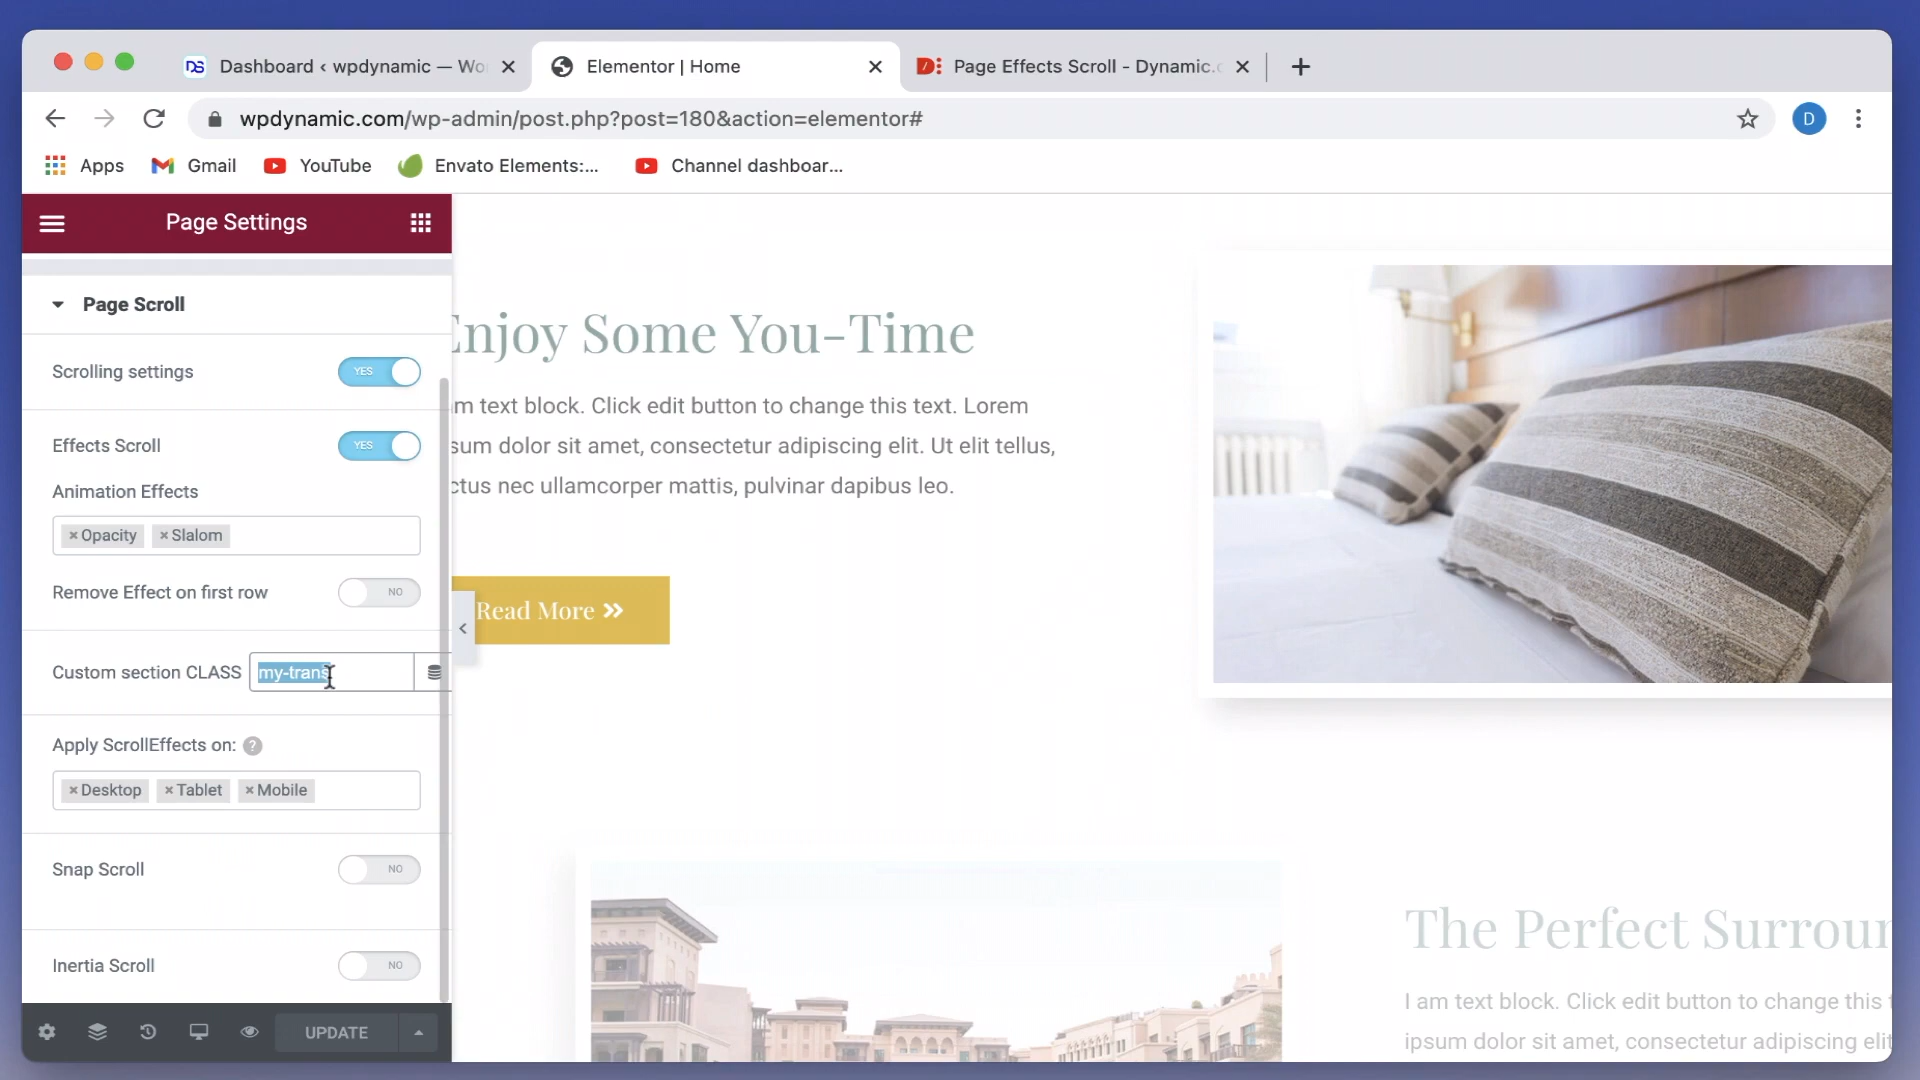 Dashboard ‹ wpdynamic — Wo
Elementor | Home
Page Effects Scroll - Dynamic.
wpdynamic.com/wp-admin/post.php?post=180&action=elementor#
D
Apps
Gmail
YouTube
Envato Elements:...
Channel dashboar...
Page Settings
Page Scroll
Scrolling settings
YES
Effects Scroll
YES
Animation Effects
×Opacity ×Slalom
Remove Effect on first row
NO
Custom section CLASS my-trans
Apply ScrollEffects on: ?
×Desktop ×Tablet ×Mobile
Snap Scroll
NO
Inertia Scroll
NO
UPDATE
Enjoy Some You-Time
m text block. Click edit button to change this text. Lorem
sum dolor sit amet, consectetur adipiscing elit. Ut elit tellus,
ctus nec ullamcorper mattis, pulvinar dapibus leo.
Read More »
The Perfect Surrour
I am text block. Click edit button to change this
ipsum dolor sit amet, consectetur adipiscing elit